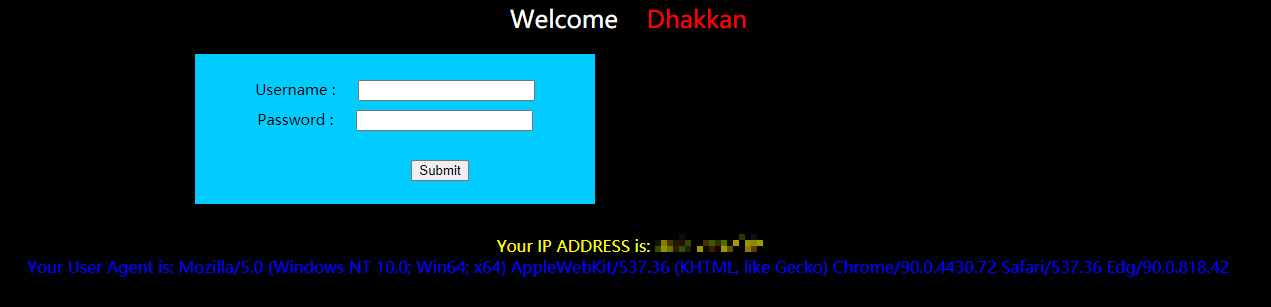 Welcome Dhakkan
Username :
Password :
Submit
Your IP ADDRESS is:
Your User Agent is: Mozilla/5.0 (Windows NT 10.0; Win64; x64) AppleWebKit/537.36 (KHTML, like Gecko) Chrome/90.0.4430.72 Safari/537.36 Edg/90.0.818.42